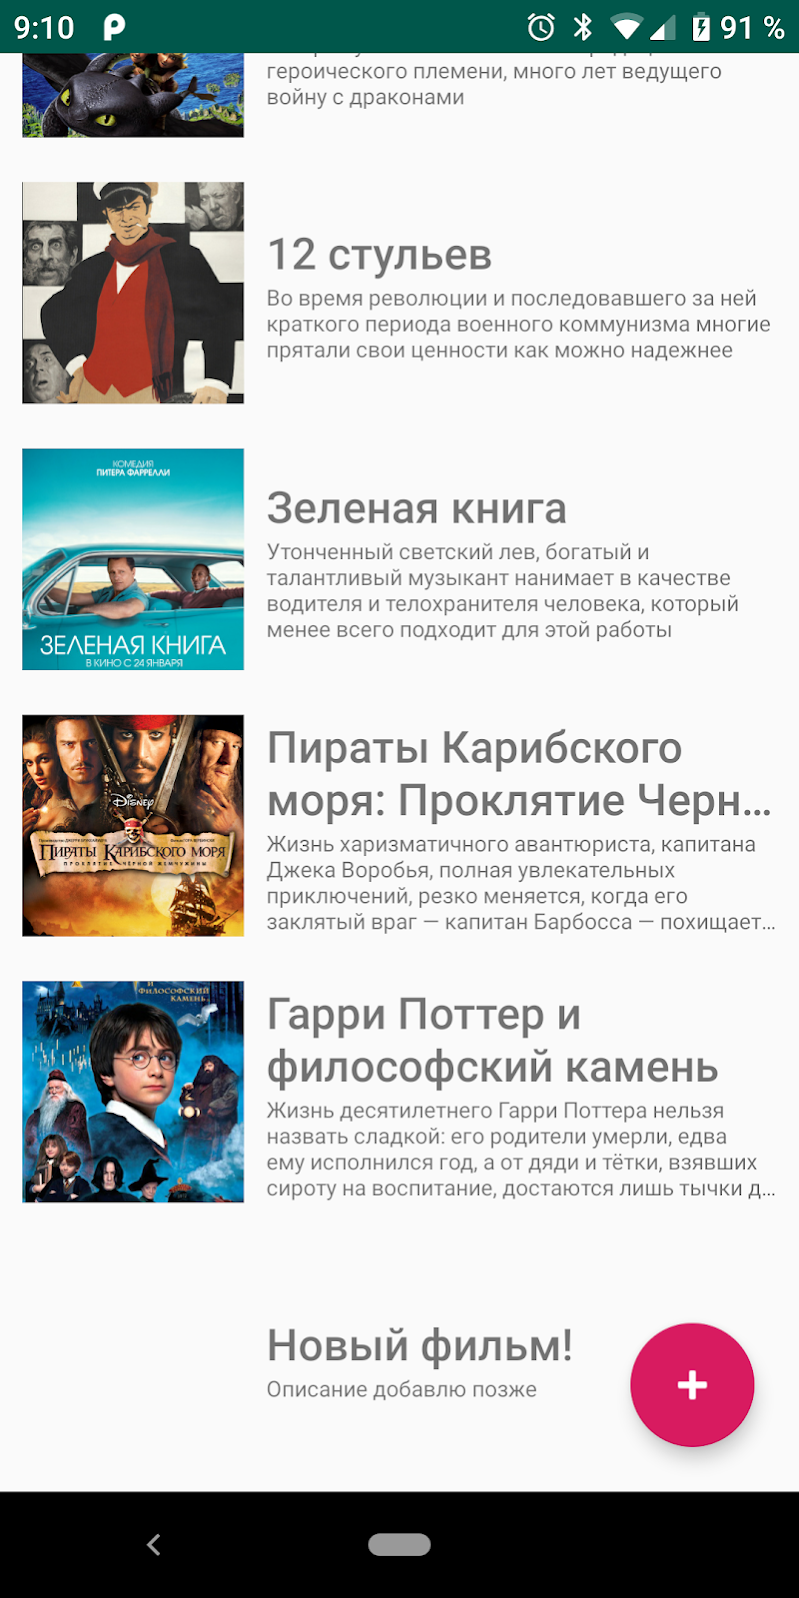 9:10
91 %
героического племени, много лет ведущего
войну с драконами
12 стульев
Во время революции и последовавшего за ней
краткого периода военного коммунизма многие
прятали свои ценности как можно надежнее
КОМЕДИЯ
ПИТЕРА ФАРРЕЛЛИ
ЗЕЛЕНАЯ КНИГА
В КИНО С 24 ЯНВАРЯ
Зеленая книга
Утонченный светский лев, богатый и
талантливый музыкант нанимает в качестве
водителя и телохранителя человека, который
менее всего подходит для этой работы
Disney
ПИРАТЫ КАРИБСКОГО МОРЯ
ПРОКЛЯТИЕ ЧЕРНОЙ ЖЕМЧУЖИНЫ
Пираты Карибского
моря: Проклятие Черн...
Жизнь харизматичного авантюриста, капитана
Джека Воробья, полная увлекательных
приключений, резко меняется, когда его
заклятый враг — капитан Барбосса — похищает...
ФИЛОСОФСКИЙ
КАМЕНЬ
Гарри Поттер и
философский камень
Жизнь десятилетнего Гарри Поттера нельзя
назвать сладкой: его родители умерли, едва
ему исполнился год, а от дяди и тётки, взявших
сироту на воспитание, достаются лишь тычки д...
Новый фильм!
Описание добавлю позже